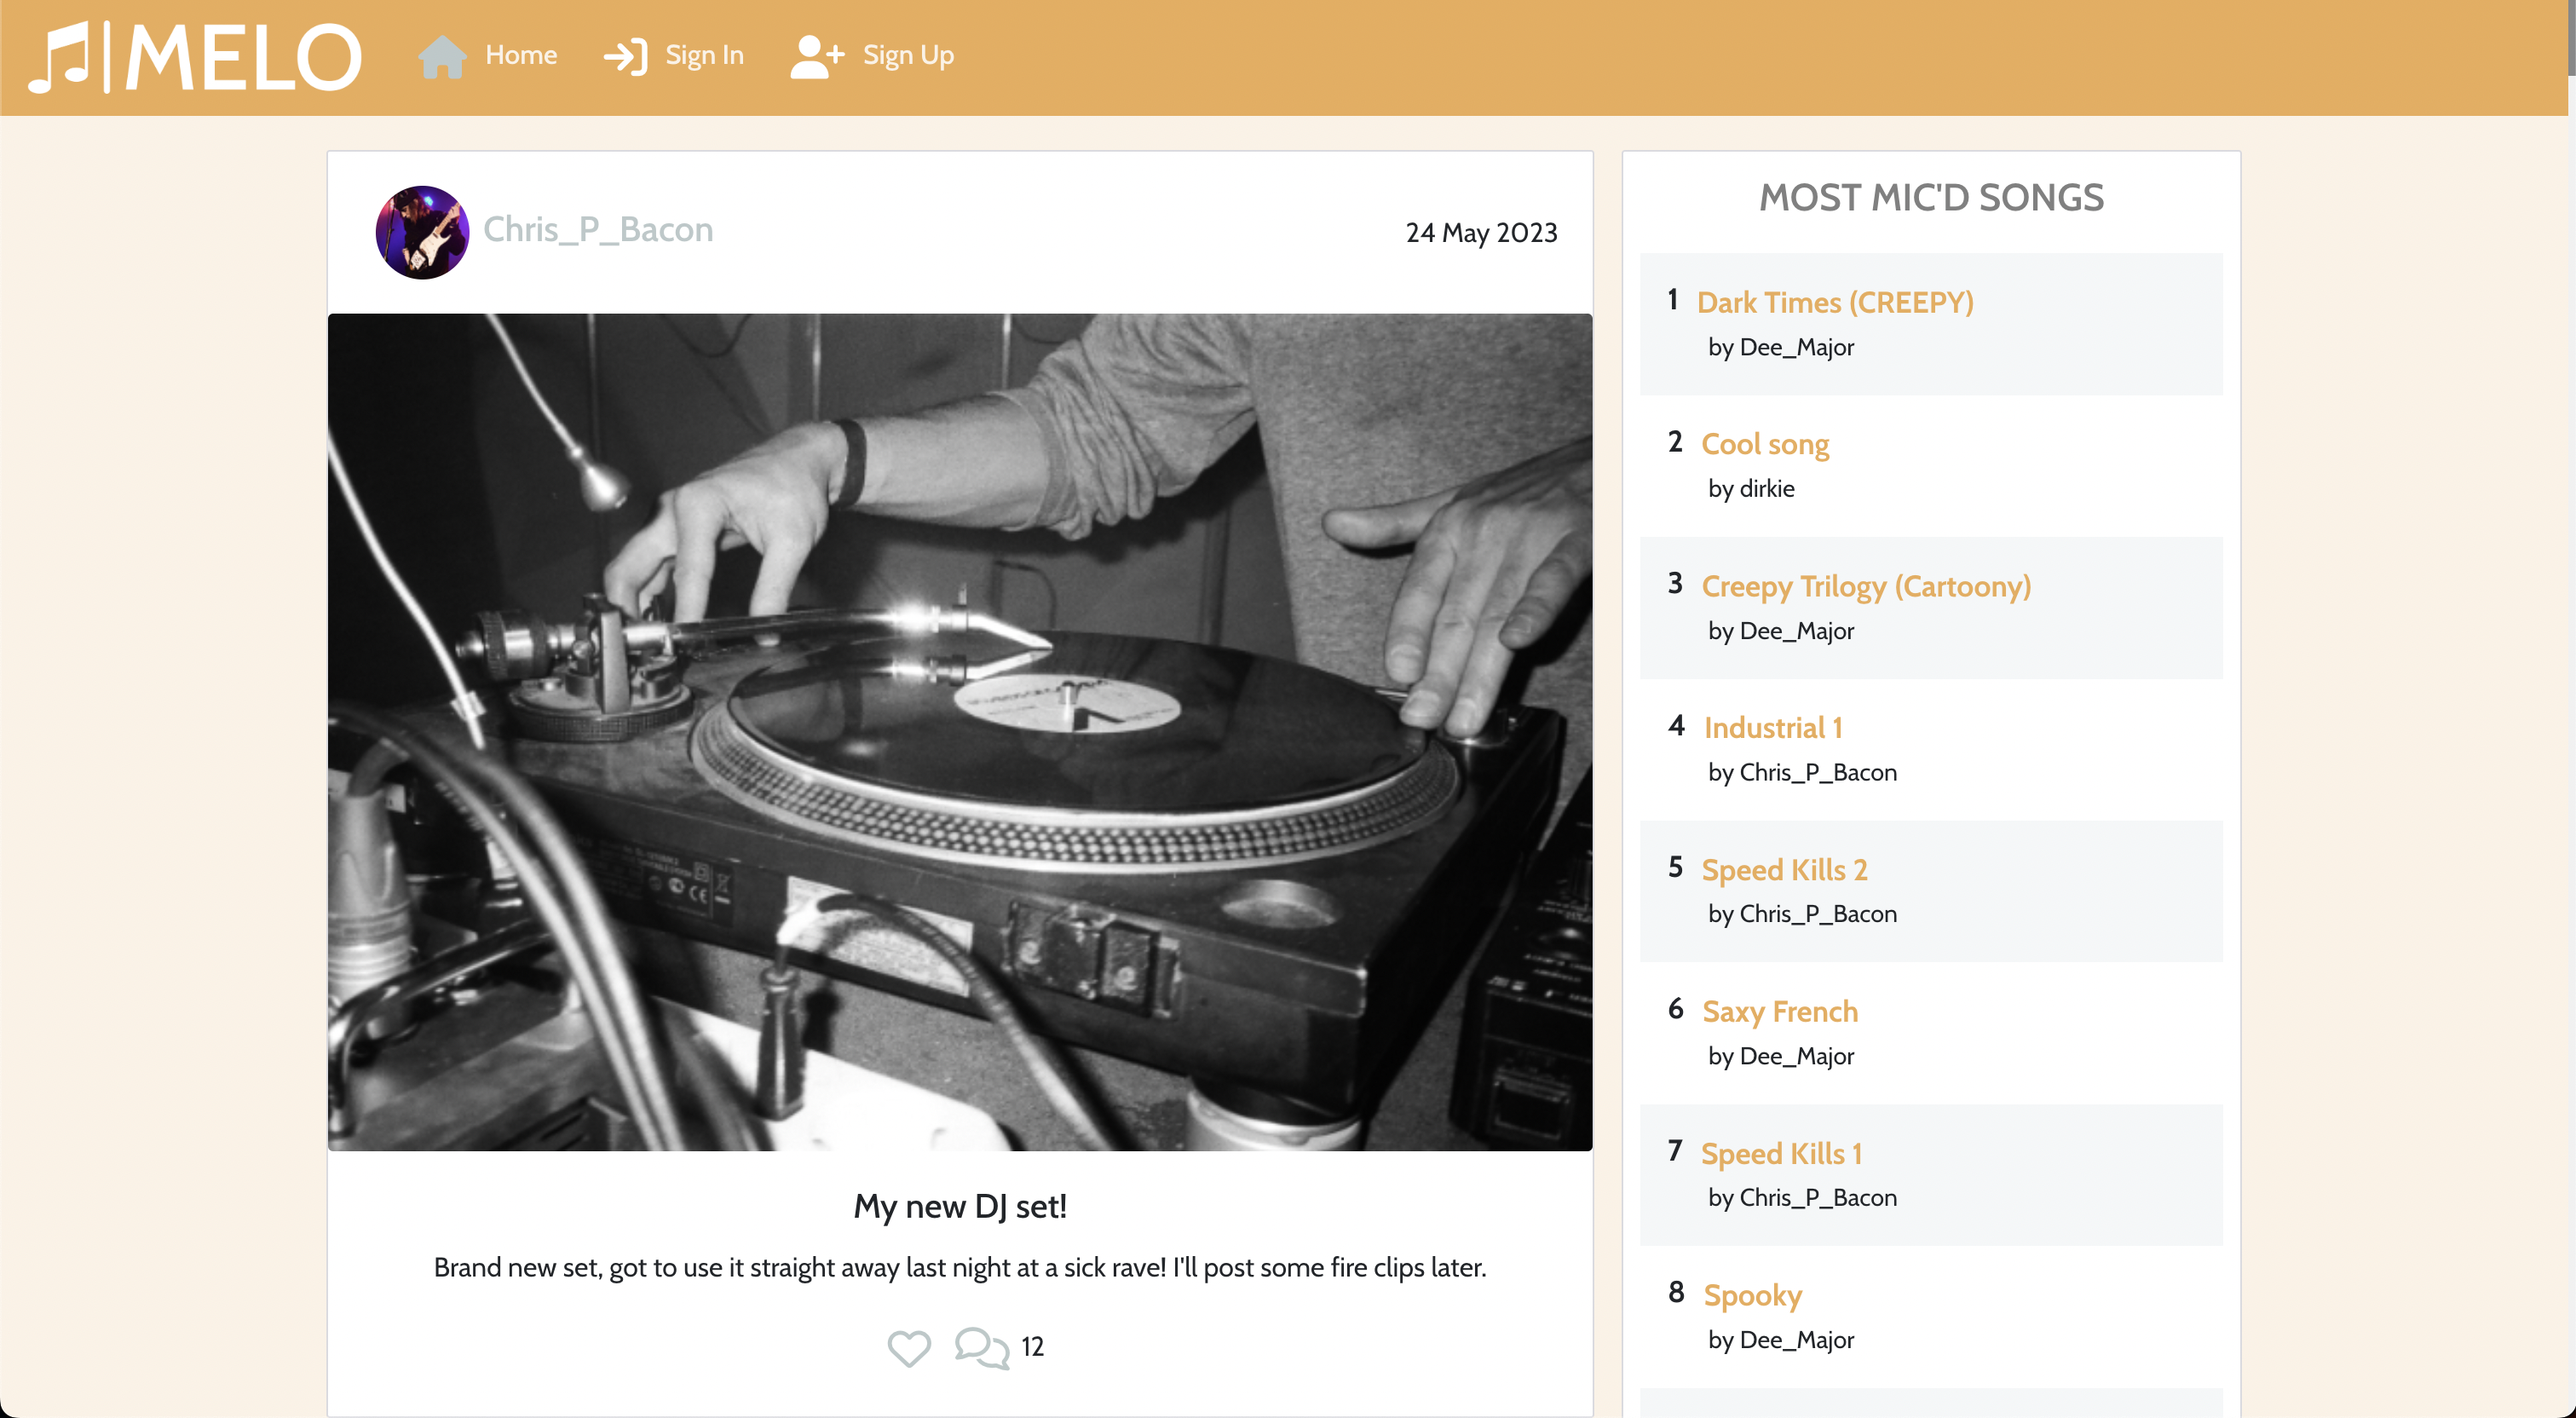 MELO
Home
Sign In
Sign Up
Chris_P_Bacon
24 May 2023
My new DJ set!
Brand new set, got to use it straight away last night at a sick rave! I'll post some fire clips later.
12
MOST MIC'D SONGS
1 Dark Times (CREEPY)
by Dee_Major
2 Cool song
by dirkie
3 Creepy Trilogy (Cartoony)
by Dee_Major
4 Industrial 1
by Chris_P_Bacon
5 Speed Kills 2
by Chris_P_Bacon
6 Saxy French
by Dee_Major
7 Speed Kills 1
by Chris_P_Bacon
8 Spooky
by Dee_Major